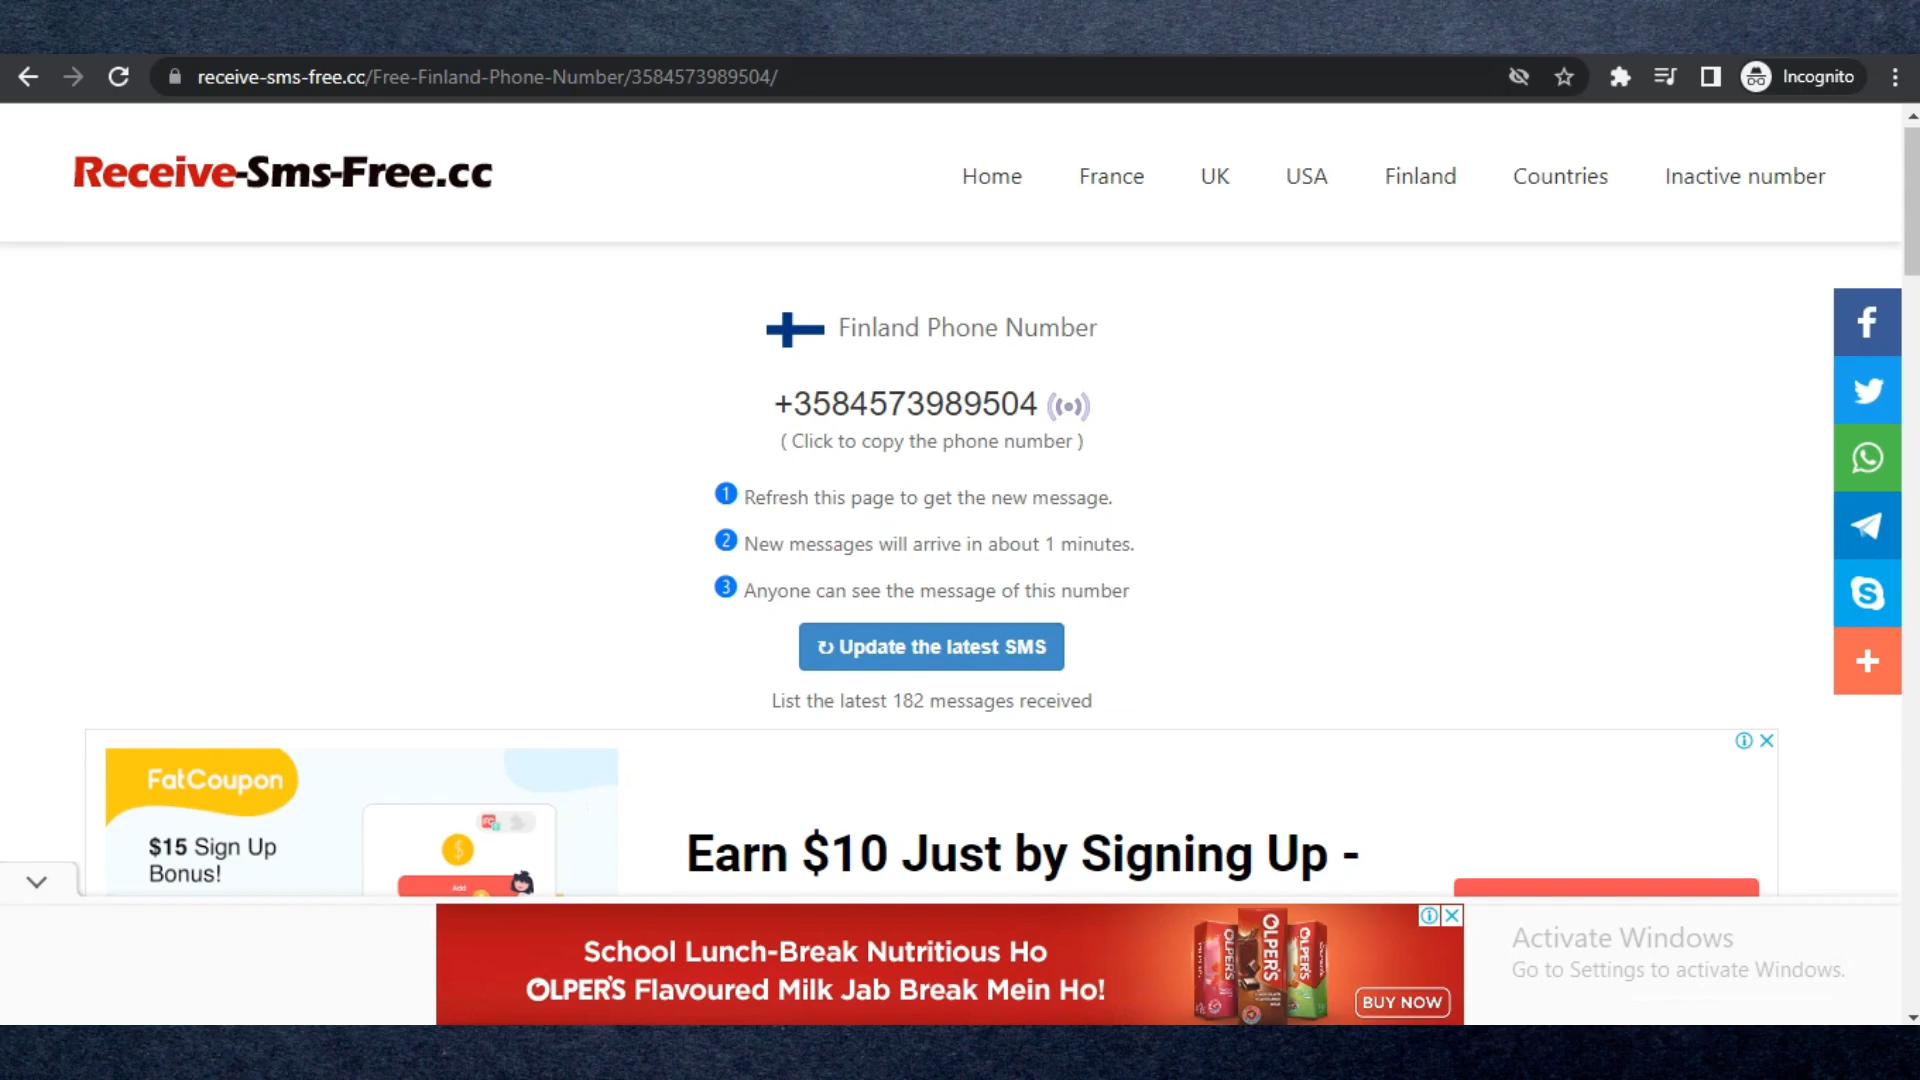 receive-sms-free.cc/Free-Finland-Phone-Number/3584573989504/
Incognito
Receive-Sms-Free.cc
Home France UK USA Finland Countries Inactive number
Finland Phone Number
+3584573989504
( Click to copy the phone number )
1 Refresh this page to get the new message.
2 New messages will arrive in about 1 minutes.
3 Anyone can see the message of this number
↻ Update the latest SMS
List the latest 182 messages received
FatCoupon
$15 Sign Up
Bonus!
Add
Earn $10 Just by Signing Up -
School Lunch-Break Nutritious Ho
OLPER'S Flavoured Milk Jab Break Mein Ho!
OLPER'S
OLPER'S
OLPER'S
BUY NOW
Activate Windows
Go to Settings to activate Windows.